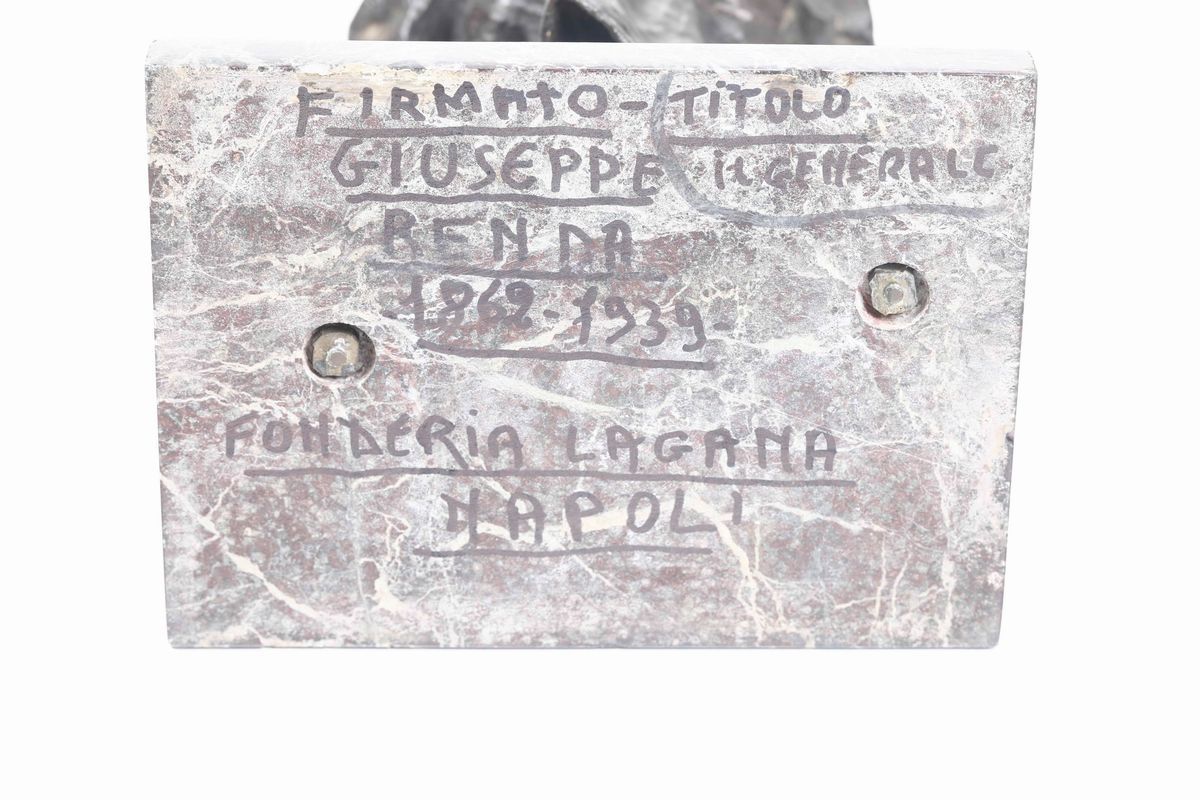 FIRMATO - TITOLO
GIUSEPPE IL GENERALE
RENDA
-1862-1939-
FONDERIA LAGANA
NAPOLI